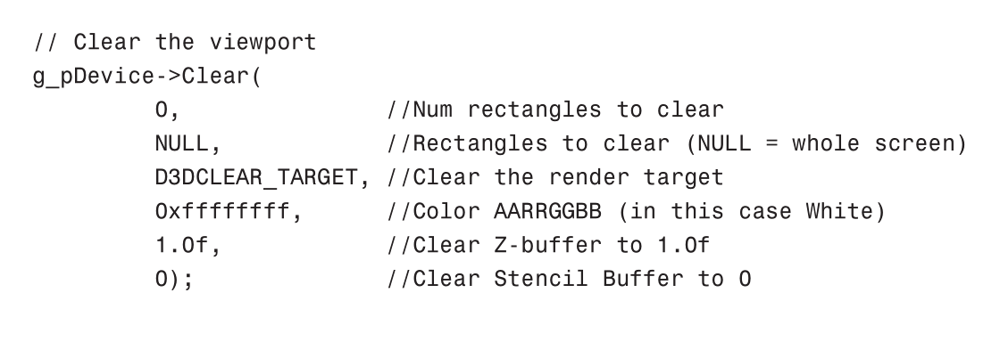 // Clear the viewport
g_pDevice->Clear(
0, //Num rectangles to clear
NULL, //Rectangles to clear (NULL = whole screen)
D3DCLEAR_TARGET, //Clear the render target
0xffffffff, //Color AARRGGBB (in this case White)
1.0f, //Clear Z-buffer to 1.0f
0); //Clear Stencil Buffer to 0